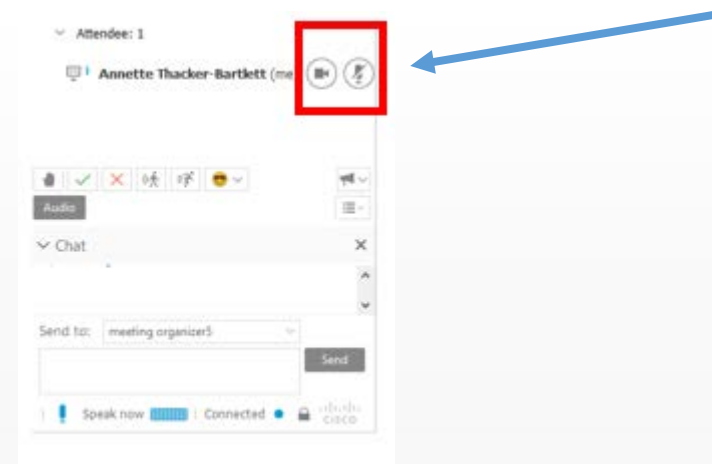 Attendee: 1
Annette Thacker-Bartlett (me
Audio
Chat
Send to: meeting organizer5
Send
Speak now Connected
CISCO